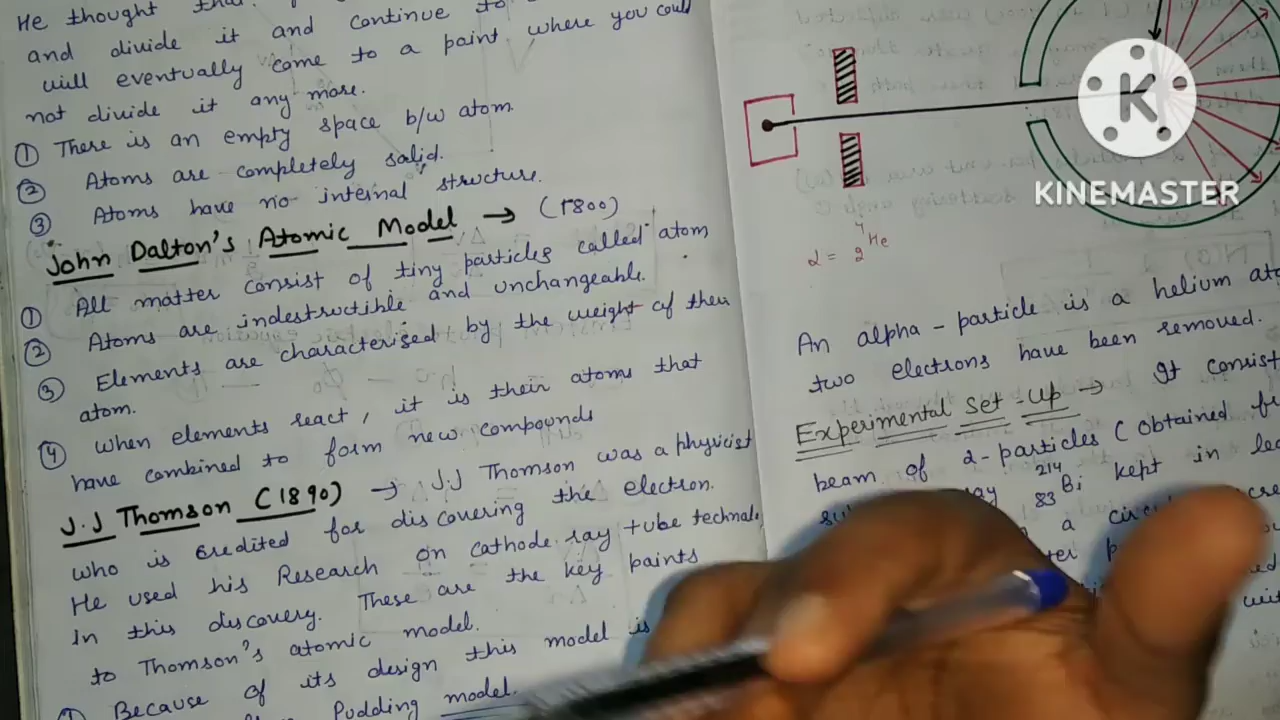 He thought that
and divide it and continue to
will eventually come to a point where you could
not divide it any more.
① There is an empty space b/w atom.
② Atoms are completely solid.
③ Atoms have no internal structure.
John Dalton's Atomic Model → (1800)
① All matter consist of tiny particles called atom
② Atoms are indestructible and unchangeable.
③ Elements are characterised by the weight of their
atom.
④ When elements react, it is their atoms that
have combined to form new compounds
J.J Thomson (1890) → J.J Thomson was a physicist
who is credited for discovering the electron.
He used his Research on cathode ray tube
In this discovery. These are the key points
to Thomson's atomic model.
① Because of its design this model is
Pudding model.
K
KINEMASTER
α = ⁴₂He
An alpha-particle is a helium
two electrons have been removed.
Experimental Set-Up → It consist
beam of α-particles (obtained
²¹⁴₈₃Bi kept in
a